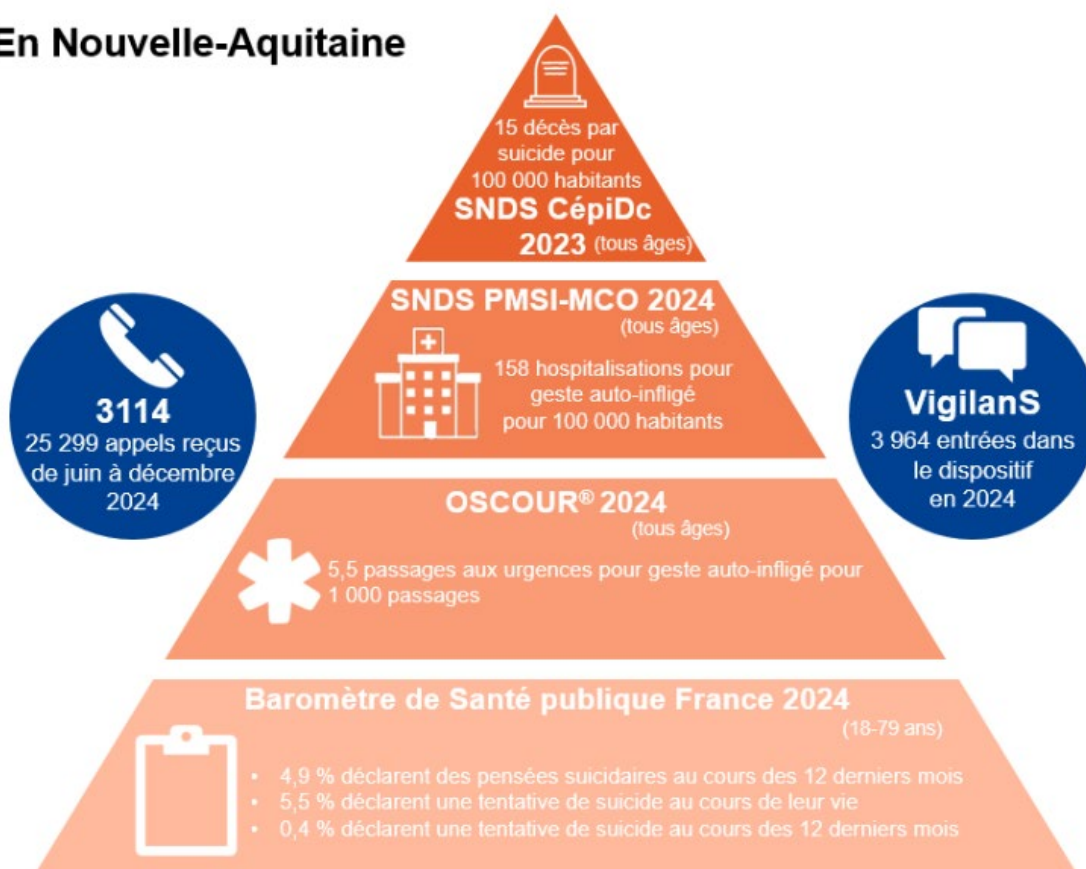 En Nouvelle-Aquitaine
15 décès par
suicide pour
100 000 habitants
SNDS CépiDc
2023 (tous âges)
SNDS PMSI-MCO 2024
(tous âges)
158 hospitalisations pour
geste auto-infligé
pour 100 000 habitants
3114
25 299 appels reçus
de juin à décembre
2024
VigilanS
3 964 entrées dans
le dispositif
en 2024
OSCOUR® 2024
(tous âges)
5,5 passages aux urgences pour geste auto-infligé pour
1 000 passages
Baromètre de Santé publique France 2024
(18-79 ans)
• 4,9 % déclarent des pensées suicidaires au cours des 12 derniers mois
• 5,5 % déclarent une tentative de suicide au cours de leur vie
• 0,4 % déclarent une tentative de suicide au cours des 12 derniers mois